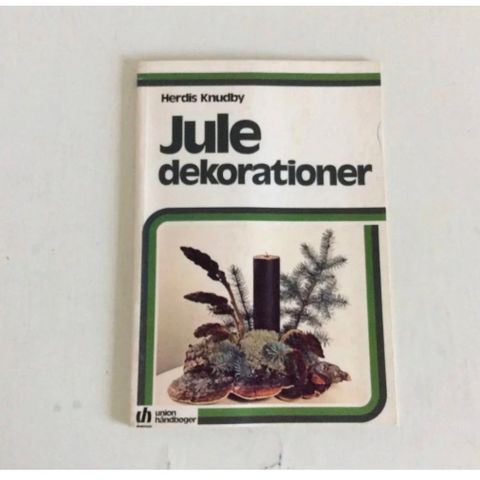 Herdis Knudby
Jule
dekorationer
union
håndbøger